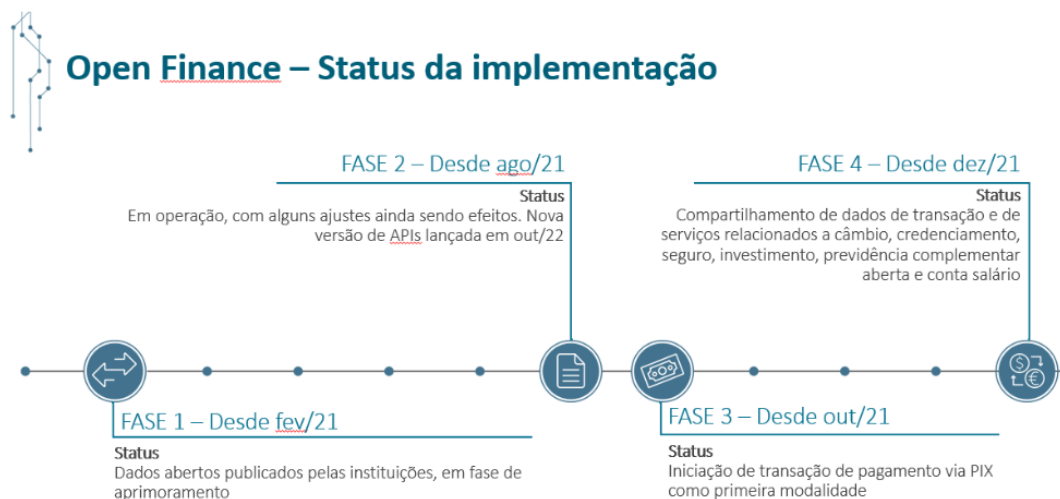 Open Finance – Status da implementação
FASE 2 – Desde ago/21
Status
Em operação, com alguns ajustes ainda sendo efeitos. Nova
versão de APIs lançada em out/22
FASE 4 – Desde dez/21
Status
Compartilhamento de dados de transação e de
serviços relacionados a câmbio, credenciamento,
seguro, investimento, previdência complementar
aberta e conta salário
FASE 1 – Desde fev/21
Status
Dados abertos publicados pelas instituições, em fase de
aprimoramento
FASE 3 – Desde out/21
Status
Iniciação de transação de pagamento via PIX
como primeira modalidade